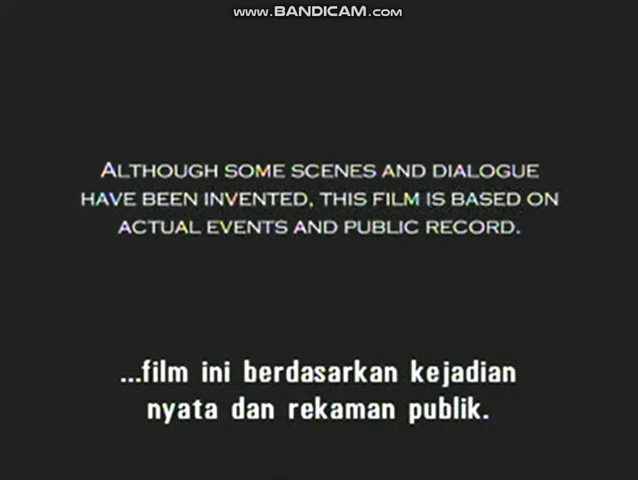 www.BANDICAM.com
ALTHOUGH SOME SCENES AND DIALOGUE
HAVE BEEN INVENTED, THIS FILM IS BASED ON
ACTUAL EVENTS AND PUBLIC RECORD.
...film ini berdasarkan kejadian
nyata dan rekaman publik.